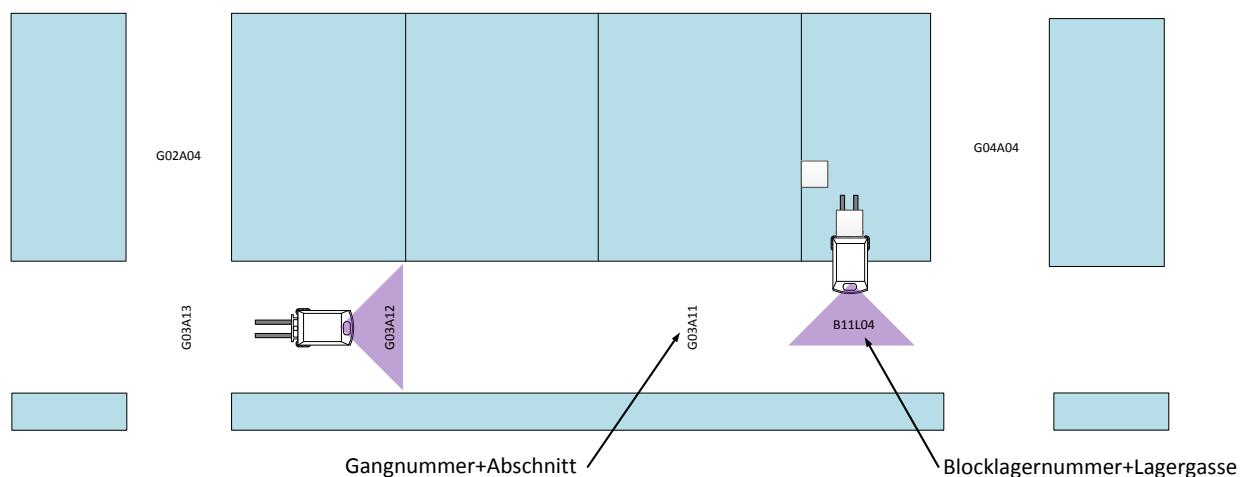 G02A04
G04A04
G03A13
G03A12
G03A11
B11L04
Gangnummer+Abschnitt
Blocklagernummer+Lagergasse